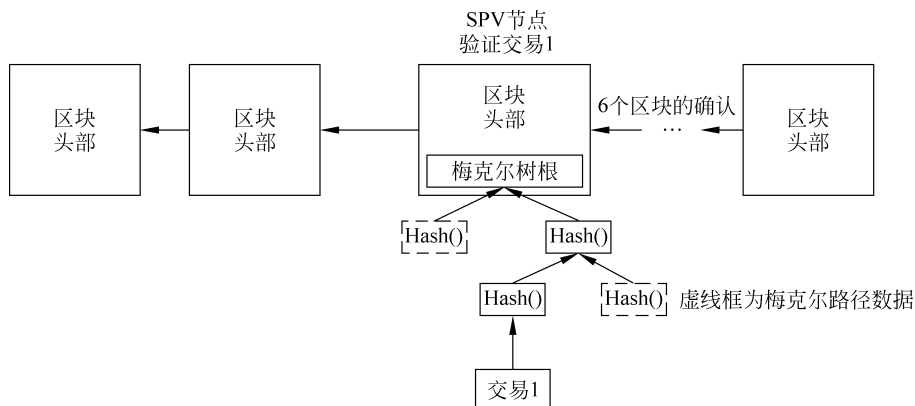 SPV节点
验证交易1
区块
头部
区块
头部
区块
头部
梅克尔树根
6个区块的确认
…
区块
头部
Hash()
Hash()
Hash()
Hash()
虚线框为梅克尔路径数据
交易1